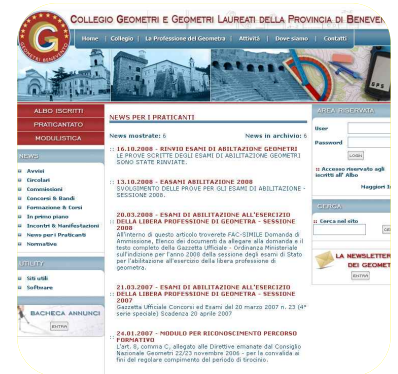 COLLEGIO GEOMETRI E GEOMETRI LAUREATI DELLA PROVINCIA DI BENEVEN
Home | Collegio | La Professione del Geometra | Attività | Dove siamo | Contatti
GEOMETRI BENEVENTO
GPS
ALBO ISCRITTI
PRATICANTATO
MODULISTICA
NEWS
Avvisi
Circolari
Commissioni
Concorsi & Bandi
Formazione & Corsi
In primo piano
Incontri & Manifestazioni
News per i Praticanti
Normative
UTILITY
Siti utili
Software
BACHECA ANNUNCI
ENTRA
NEWS PER I PRATICANTI
News mostrate: 6 News in archivio: 6
:: 16.10.2008 - RINVIO ESAMI DI ABILTAZIONE GEOMETRI
LE PROVE SCRITTE DEGLI ESAMI DI ABILITAZIONE GEOMETRI
SONO STATE RINVIATE.
:: 13.10.2008 - EASAMI ABILITAZIONE 2008
SVOLGIMENTO DELLE PROVE PER GLI ESAMI DI ABILITAZIONE -
SESSIONE 2008.
20.03.2008 - ESAMI DI ABILITAZIONE ALL'ESERCIZIO
:: DELLA LIBERA PROFESSIONE DI GEOMETRA - SESSIONE
2008
All'interno di questo articolo troverete FAC-SIMILE Domanda di
Ammissione, Elenco dei documenti da allegare alla domanda e il
testo completo della Gazzetta Ufficiale - Ordinanza Ministeriale
sull'indizione per l'anno 2008 della sessione degli esami di Stato
per l'abilitazione all'esercizio della libera professione di
geometra.
21.03.2007 - ESAMI DI ABILITAZIONE ALL'ESERCIZIO
:: DELLA LIBERA PROFESSIONE DI GEOMETRA - SESSIONE
2007
Gazzetta Ufficiale Concorsi ed Esami del 20 marzo 2007 n. 23 (4°
serie speciale) Scadenza 20 aprile 2007
:: 24.01.2007 - MODULO PER RICONOSCIMENTO PERCORSO
FORMATIVO
L'art. 8, comma C, allegato alle Direttive emanate dal Consiglio
Nazionale Geometri 22/23 novembre 2006 - per la convalida ai
fini del regolare compimento del periodo di tirocinio.
AREA RISERVATA
User
Password
LOGIN
:: Accesso riservato agli
iscritti all' Albo
Maggiori I
CERCA
:: Cerca nel sito
CE
LA NEWSLETTER
DEI GEOMET
ENTRA